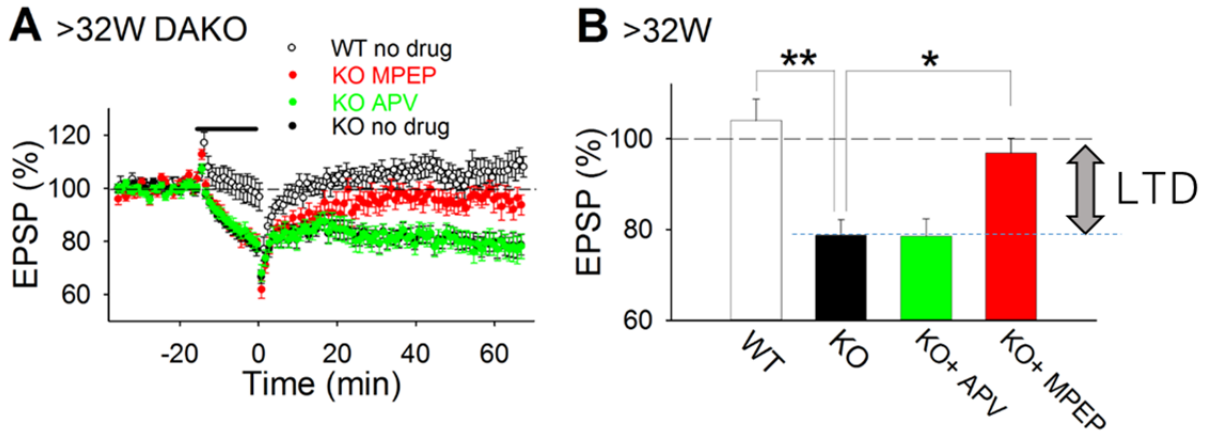 A >32W DAKO
WT no drug
KO MPEP
KO APV
KO no drug
EPSP (%)
120
100
80
60
-20 0 20 40 60
Time (min)
B >32W
** *
EPSP (%)
100
80
60
LTD
WT
KO
KO+ APV
KO+ MPEP